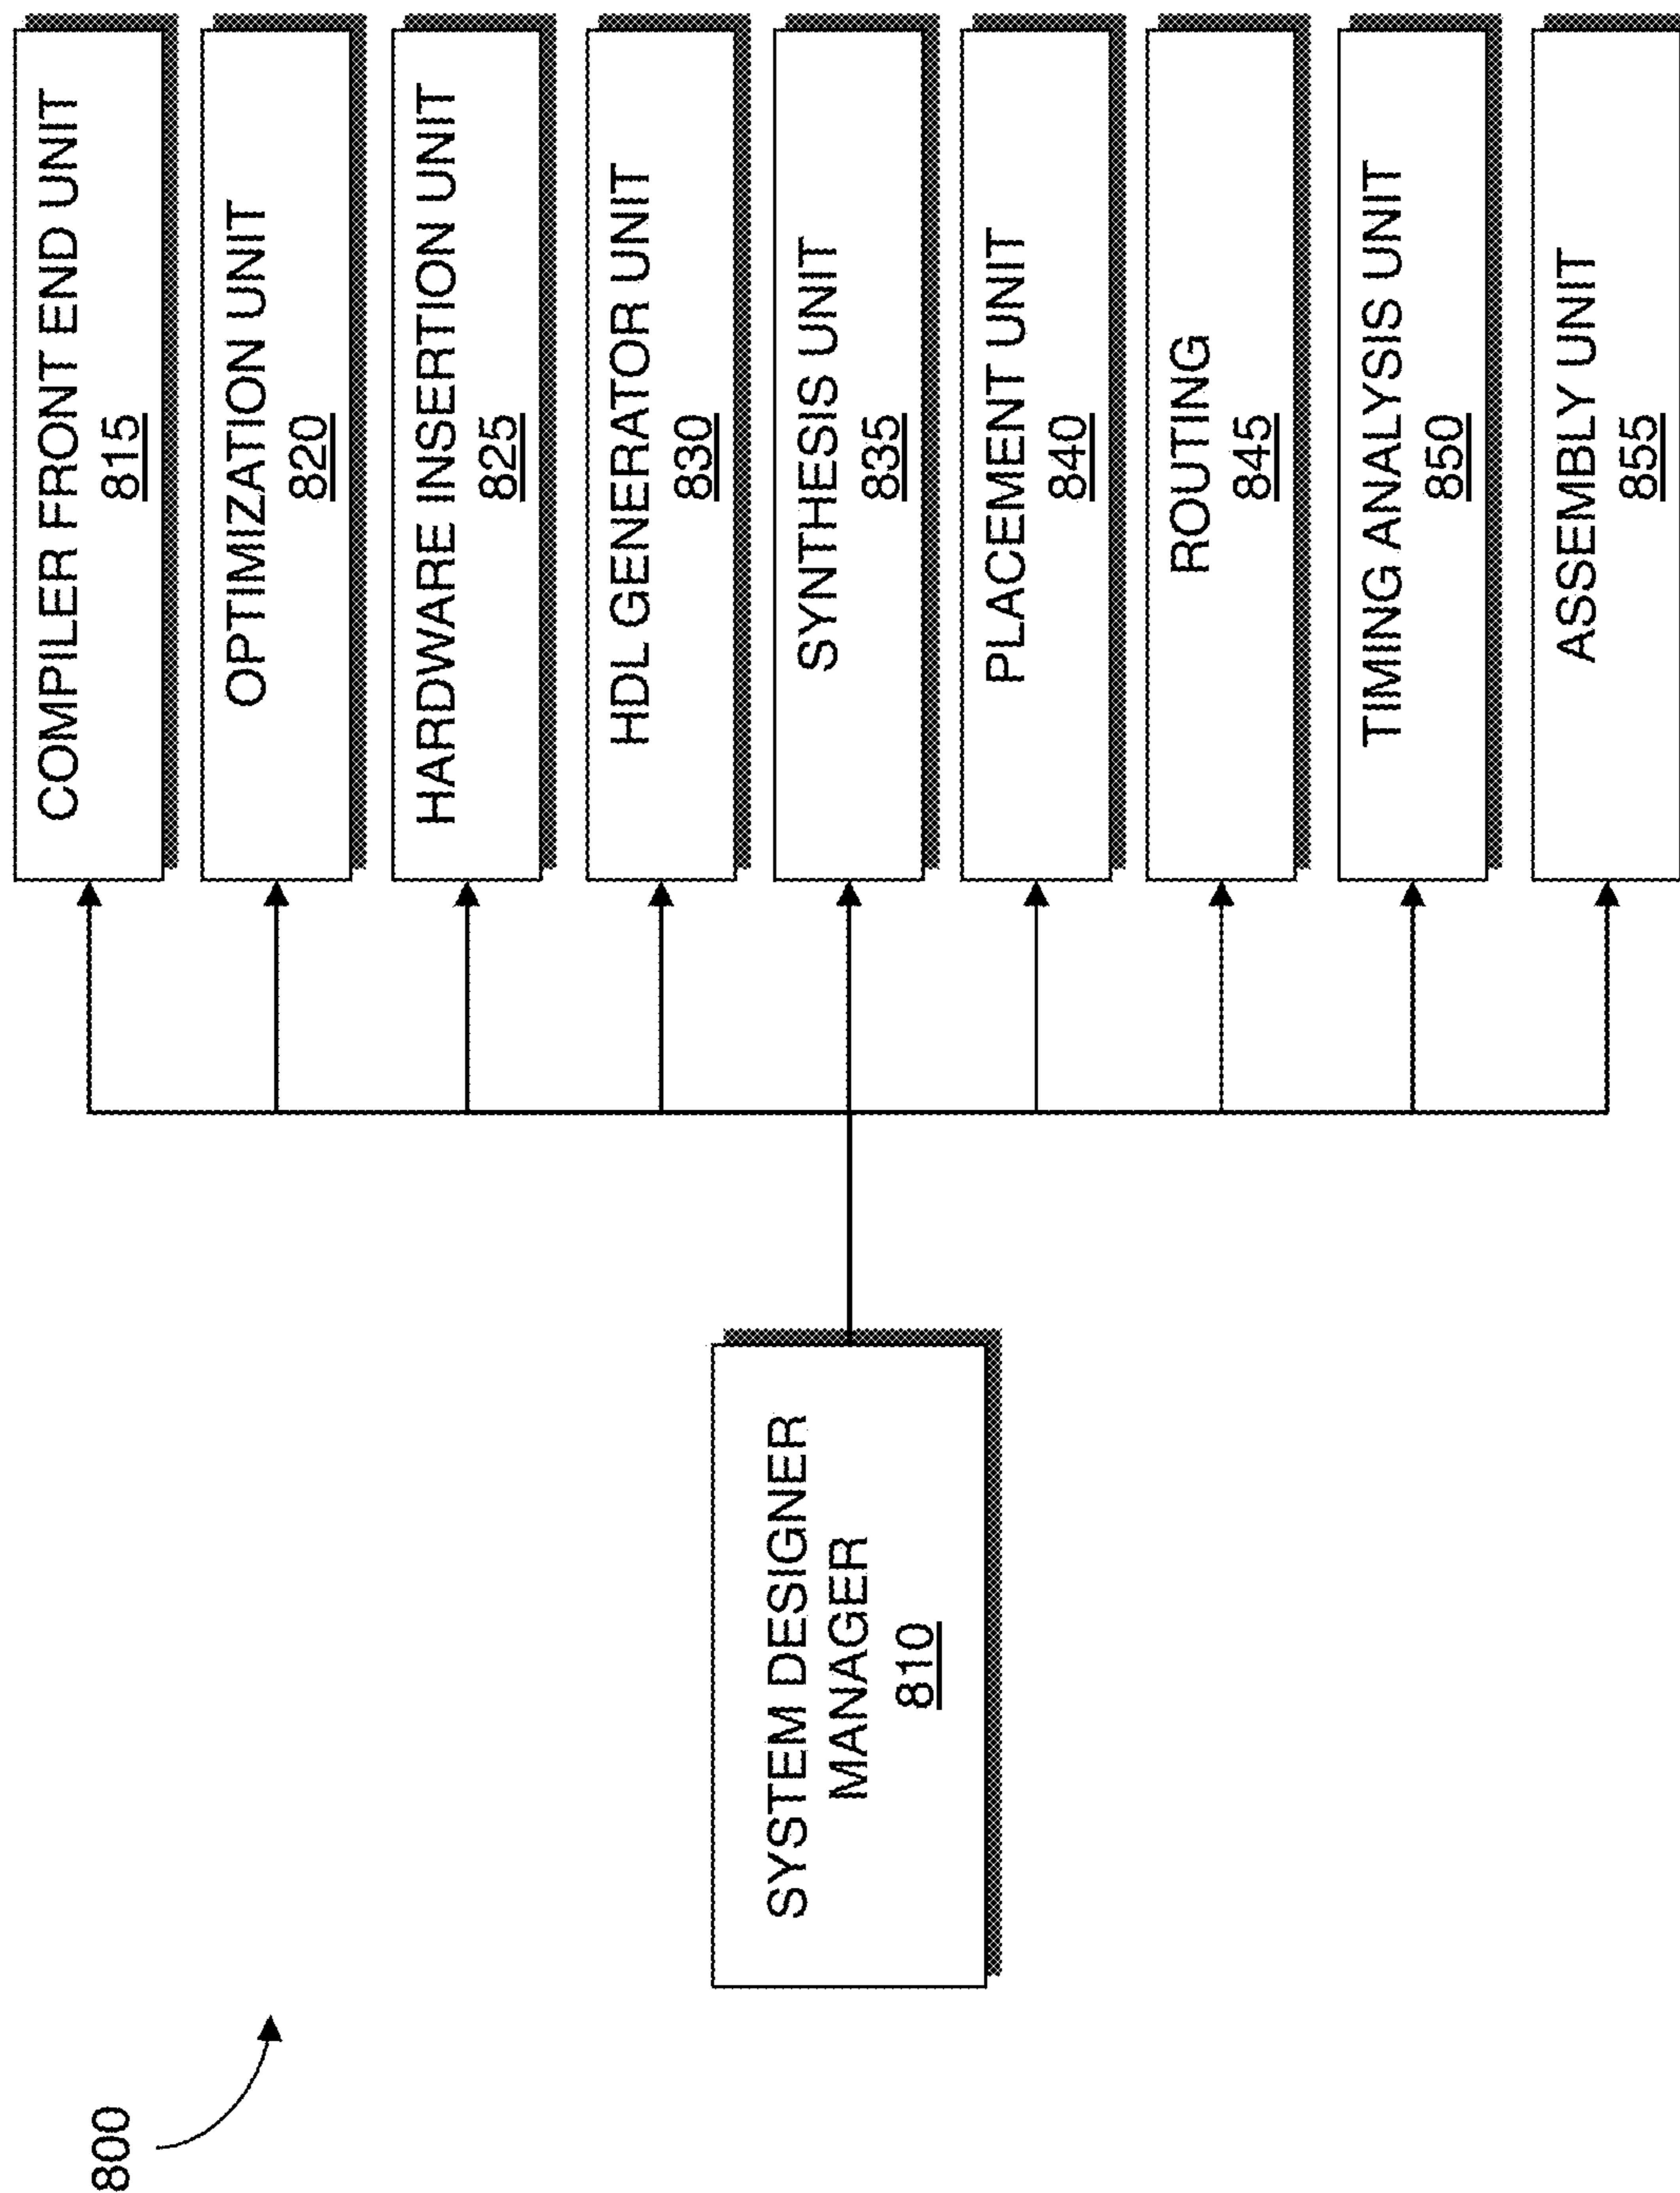 800
SYSTEM DESIGNER
MANAGER
810
COMPILER FRONT END UNIT
815
OPTIMIZATION UNIT
820
HARDWARE INSERTION UNIT
825
HDL GENERATOR UNIT
830
SYNTHESIS UNIT
835
PLACEMENT UNIT
840
ROUTING
845
TIMING ANALYSIS UNIT
850
ASSEMBLY UNIT
855